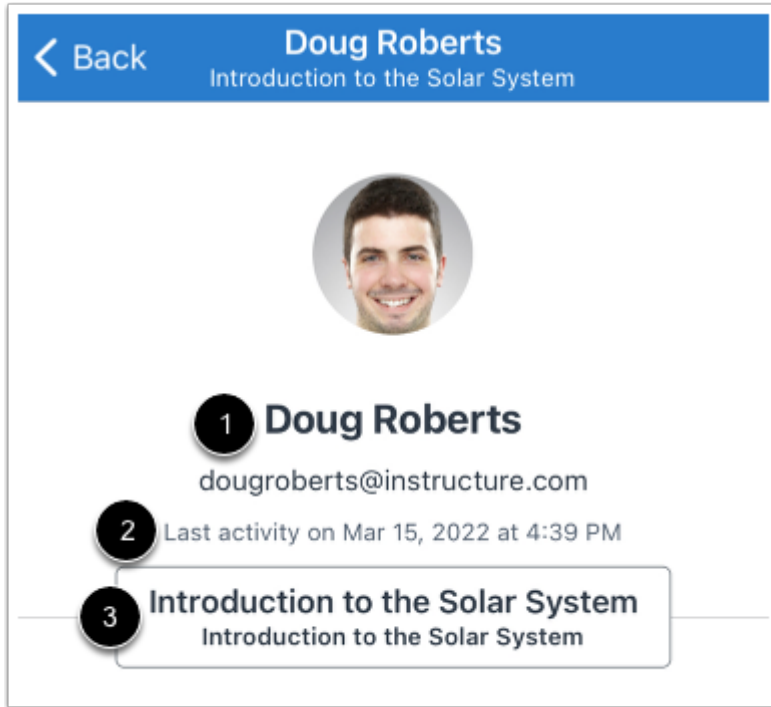 Back
Doug Roberts
Introduction to the Solar System
1 Doug Roberts
dougroberts@instructure.com
2 Last activity on Mar 15, 2022 at 4:39 PM
3 Introduction to the Solar System
Introduction to the Solar System